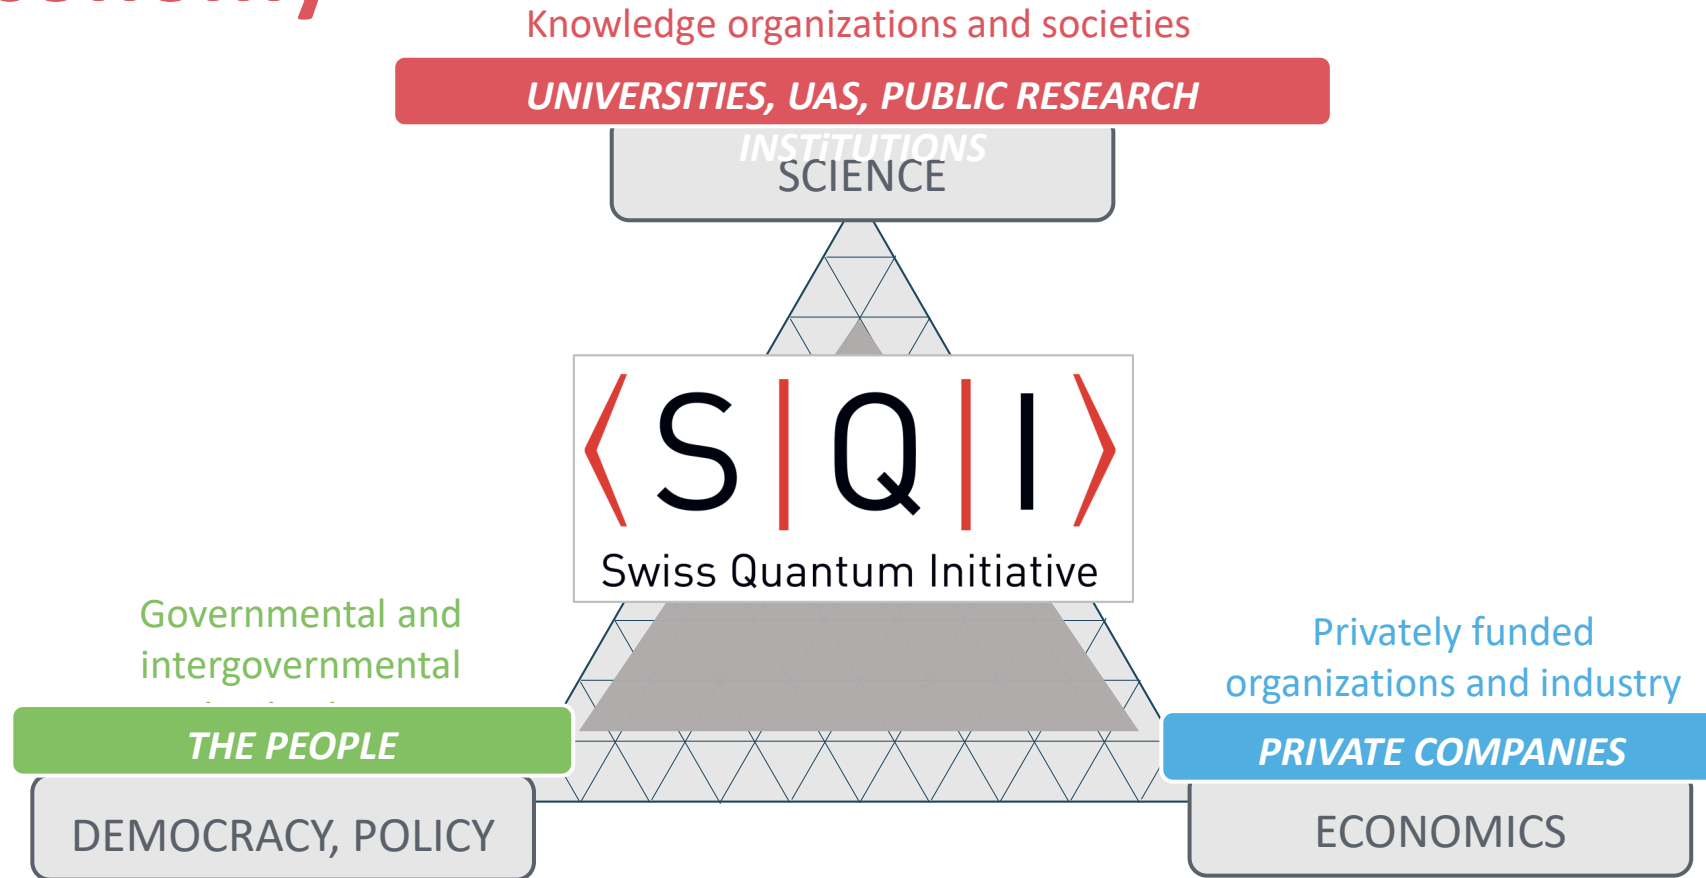 Knowledge organizations and societies
UNIVERSITIES, UAS, PUBLIC RESEARCH
INSTiTUTIONS
SCIENCE
⟨S|Q|I⟩
Swiss Quantum Initiative
Governmental and
intergovernmental
THE PEOPLE
DEMOCRACY, POLICY
Privately funded
organizations and industry
PRIVATE COMPANIES
ECONOMICS